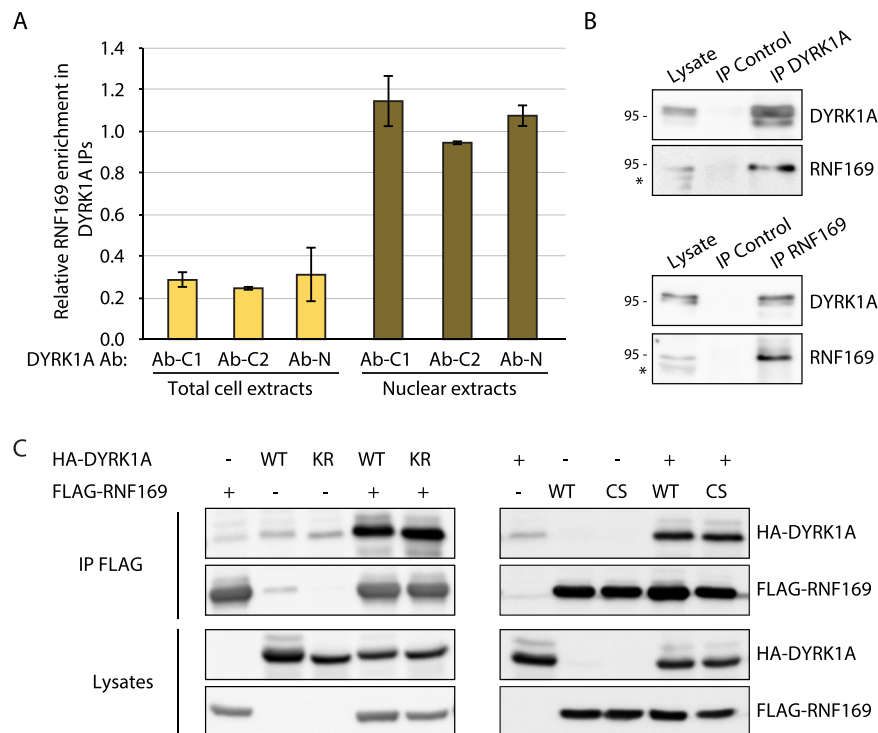 A
Relative RNF169 enrichment in
DYRK1A IPs
1.4
1.2
1.0
0.8
0.6
0.4
0.2
0.0
DYRK1A Ab: Ab-C1 Ab-C2 Ab-N Ab-C1 Ab-C2 Ab-N
Total cell extracts Nuclear extracts
B
Lysate IP Control IP DYRK1A
95 - DYRK1A
95 - RNF169
*
Lysate IP Control IP RNF169
95 - DYRK1A
95 - RNF169
*
C
HA-DYRK1A - WT KR WT KR + - - + +
FLAG-RNF169 + - - + + - WT CS WT CS
IP FLAG
HA-DYRK1A
FLAG-RNF169
Lysates
HA-DYRK1A
FLAG-RNF169